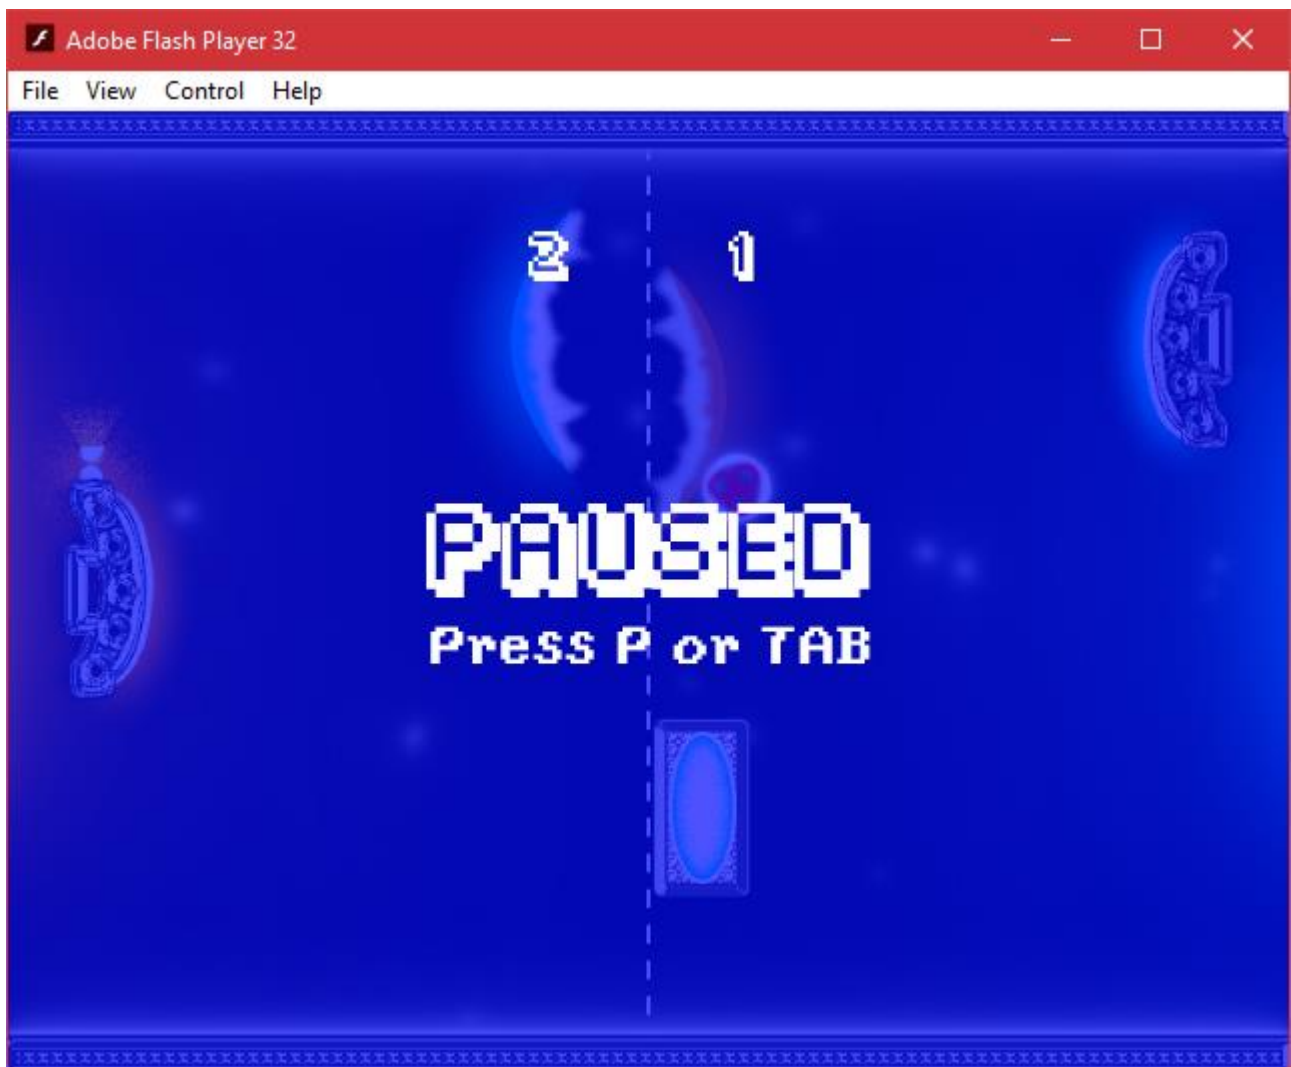 Adobe Flash Player 32
File View Control Help
2 1
PAUSED
Press P or TAB